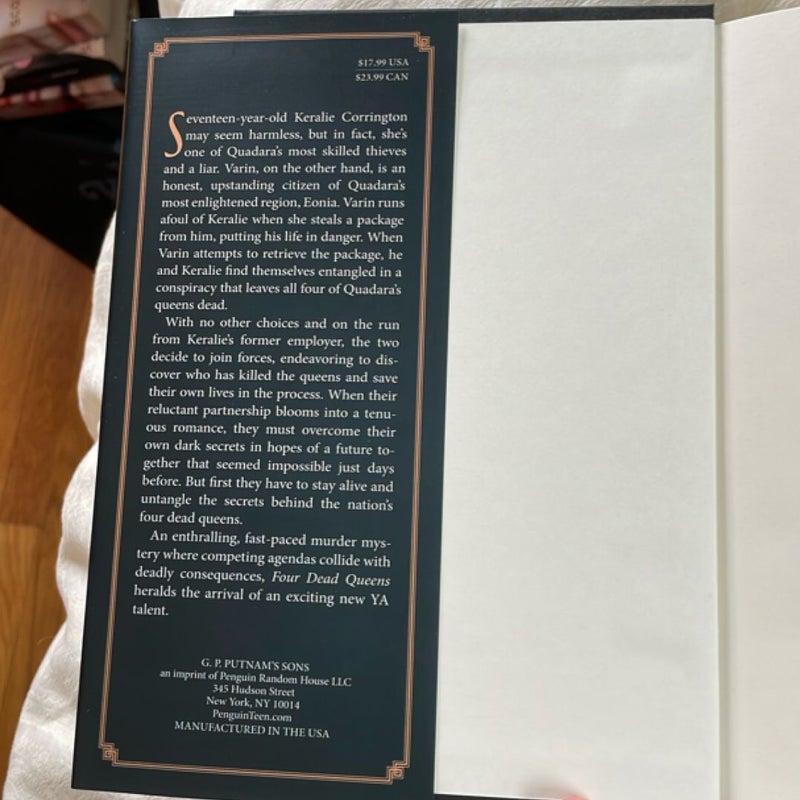 $17.99 USA
$23.99 CAN
Seventeen-year-old Keralie Corrington
may seem harmless, but in fact, she's
one of Quadara's most skilled thieves
and a liar. Varin, on the other hand, is an
honest, upstanding citizen of Quadara's
most enlightened region, Eonia. Varin runs
afoul of Keralie when she steals a package
from him, putting his life in danger. When
Varin attempts to retrieve the package, he
and Keralie find themselves entangled in a
conspiracy that leaves all four of Quadara's
queens dead.
With no other choices and on the run
from Keralie's former employer, the two
decide to join forces, endeavoring to dis-
cover who has killed the queens and save
their own lives in the process. When their
reluctant partnership blooms into a tenu-
ous romance, they must overcome their
own dark secrets in hopes of a future to-
gether that seemed impossible just days
before. But first they have to stay alive and
untangle the secrets behind the nation's
four dead queens.
An enthralling, fast-paced murder mys-
tery where competing agendas collide with
deadly consequences, Four Dead Queens
heralds the arrival of an exciting new YA
talent.
G. P. PUTNAM'S SONS
an imprint of Penguin Random House LLC
345 Hudson Street
New York, NY 10014
PenguinTeen.com
MANUFACTURED IN THE USA